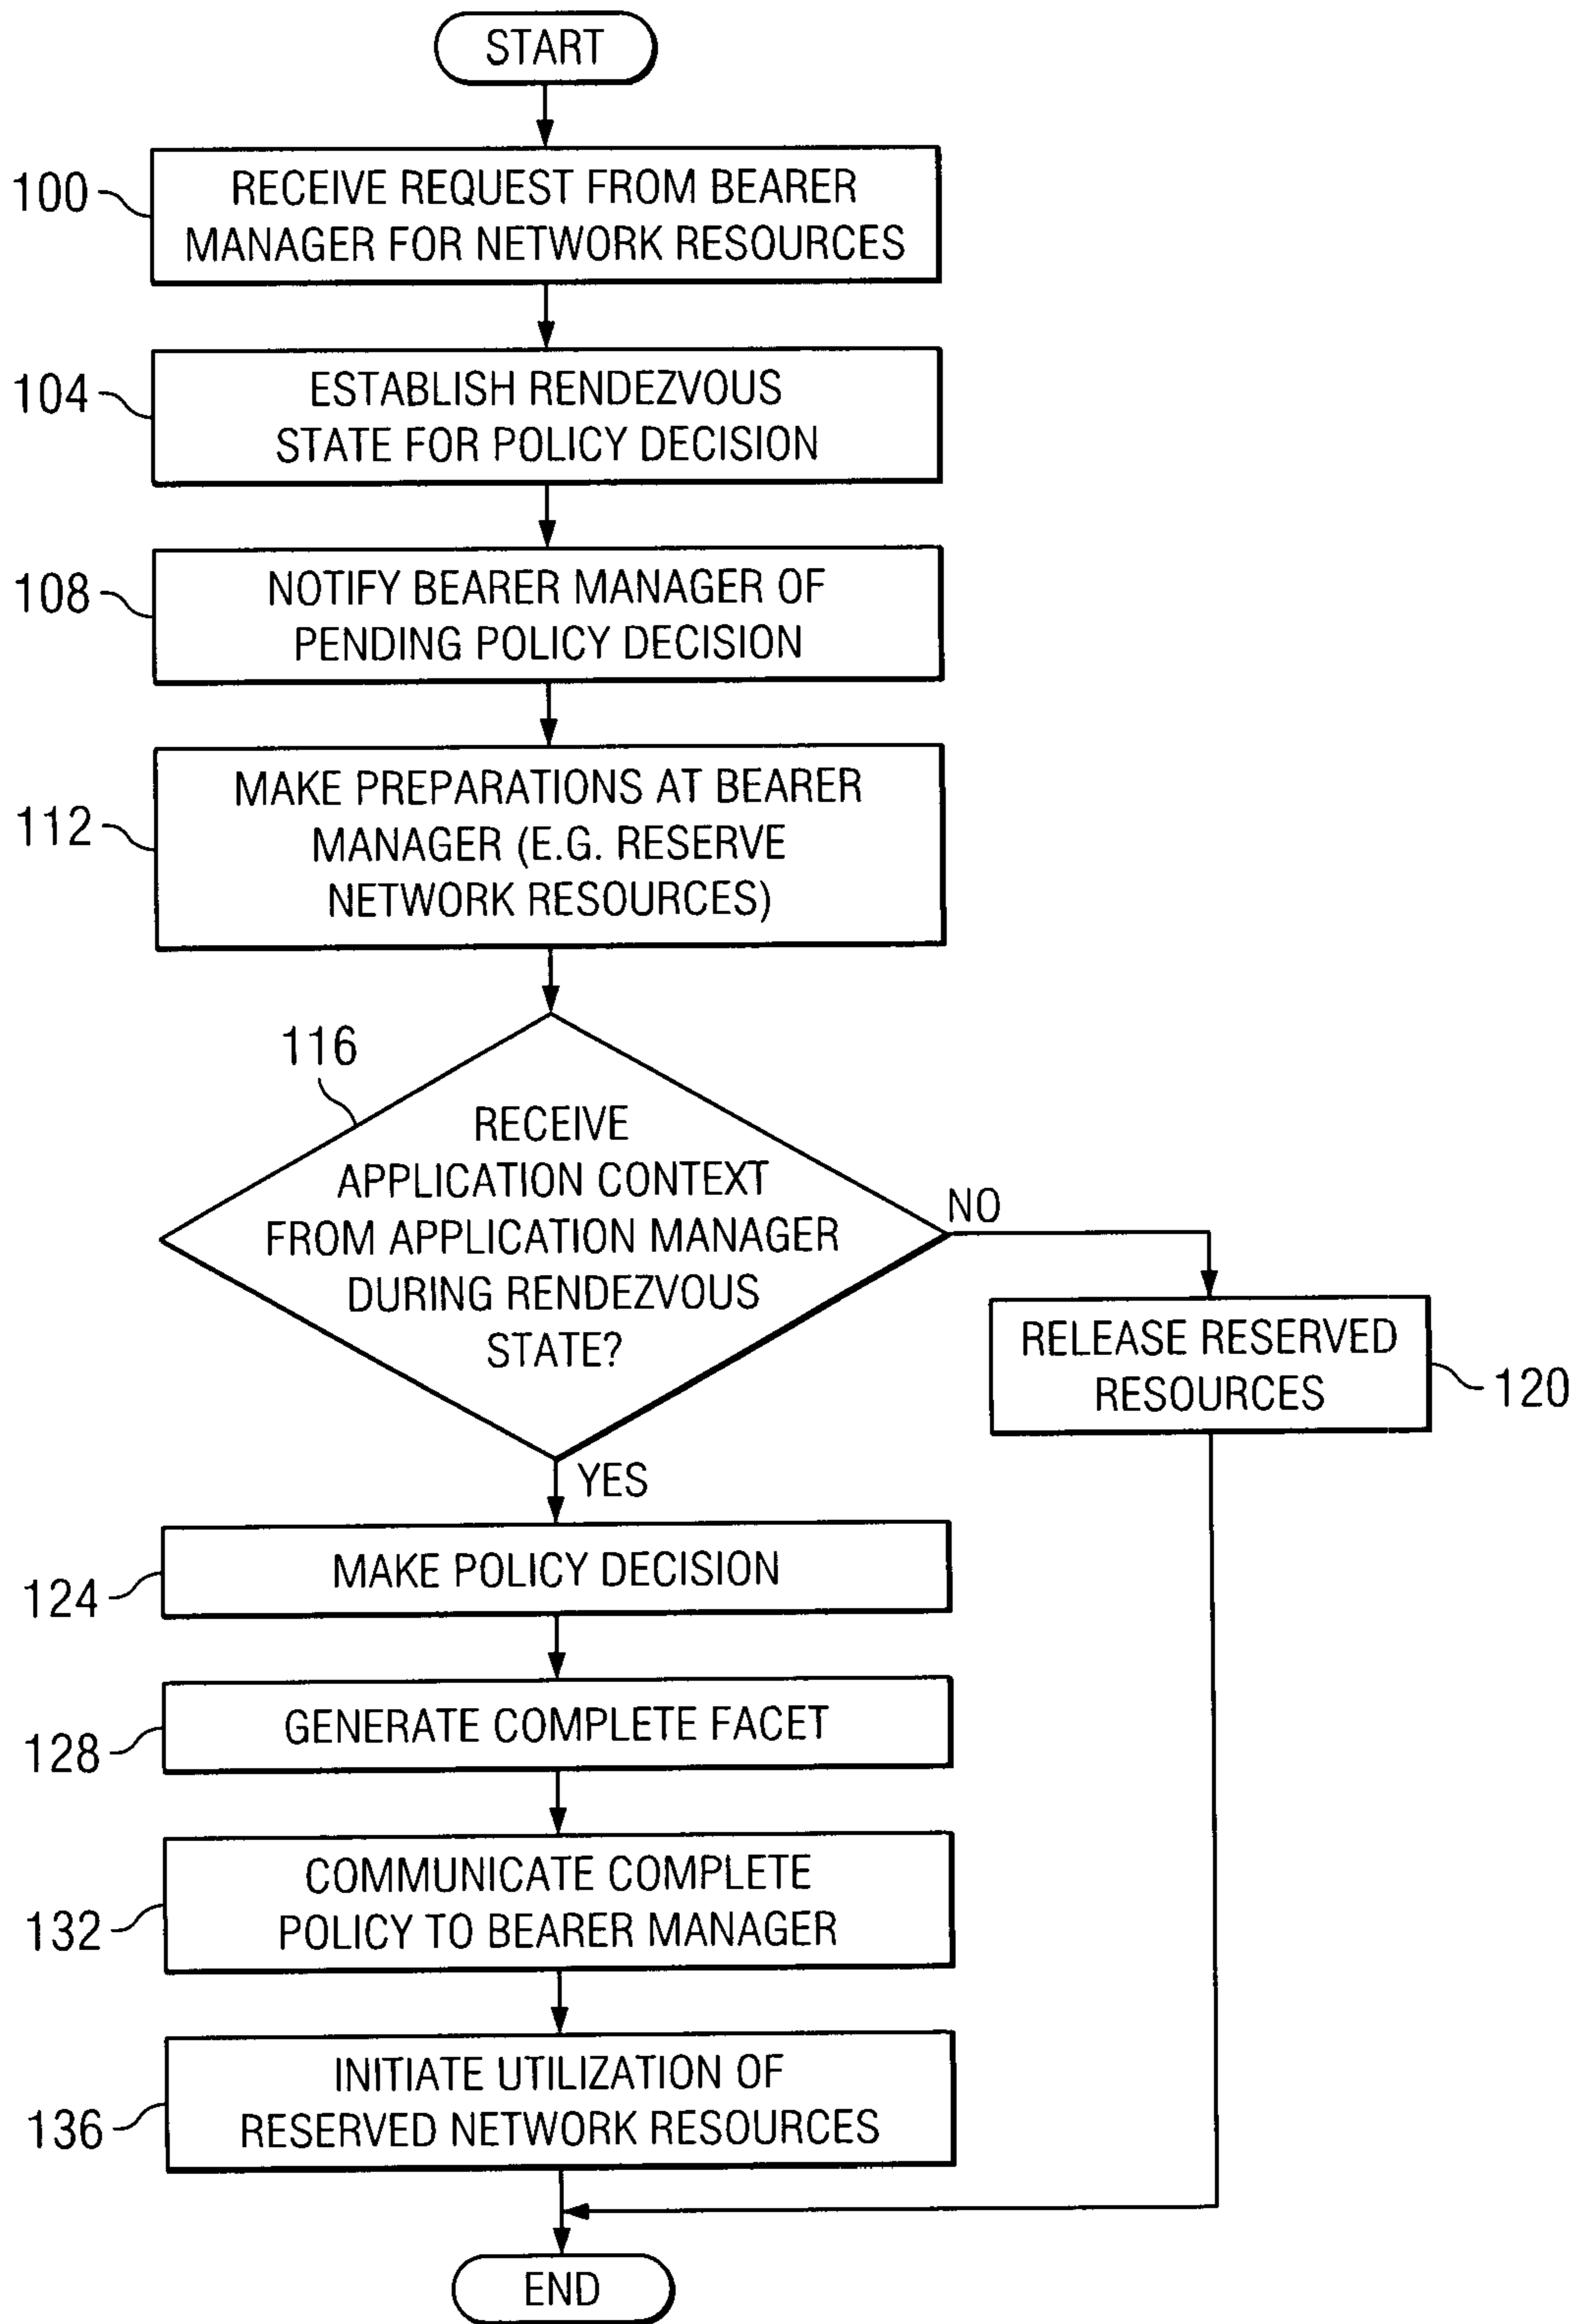 START
100
RECEIVE REQUEST FROM BEARER
MANAGER FOR NETWORK RESOURCES
104
ESTABLISH RENDEZVOUS
STATE FOR POLICY DECISION
108
NOTIFY BEARER MANAGER OF
PENDING POLICY DECISION
112
MAKE PREPARATIONS AT BEARER
MANAGER (E.G. RESERVE
NETWORK RESOURCES)
116
RECEIVE
APPLICATION CONTEXT
FROM APPLICATION MANAGER
DURING RENDEZVOUS
STATE?
NO
RELEASE RESERVED
RESOURCES
120
YES
124
MAKE POLICY DECISION
128
GENERATE COMPLETE FACET
132
COMMUNICATE COMPLETE
POLICY TO BEARER MANAGER
136
INITIATE UTILIZATION OF
RESERVED NETWORK RESOURCES
END